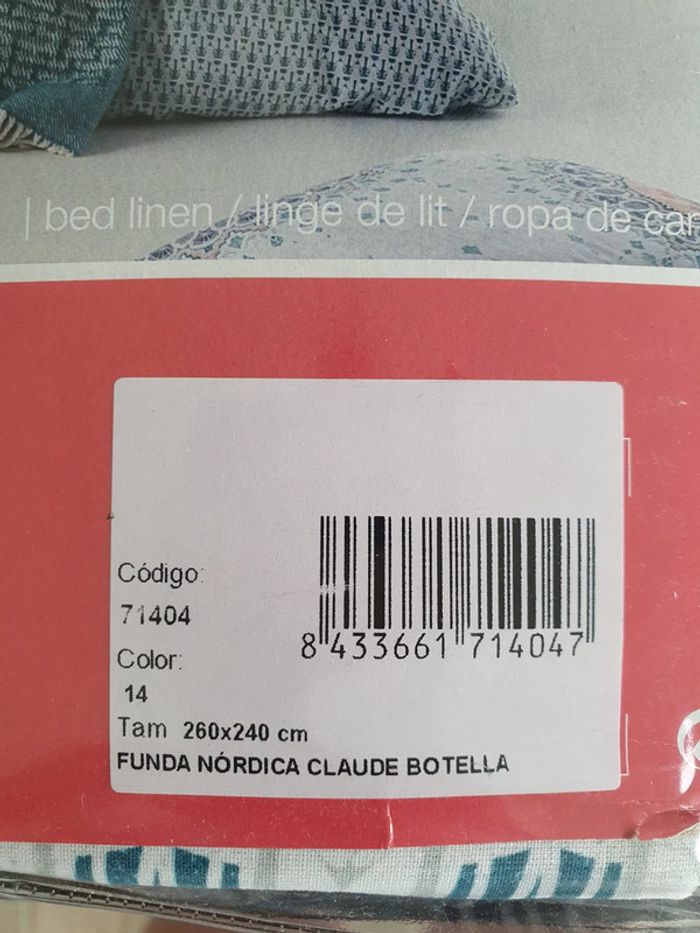 | bed linen / linge de lit / ropa de ca
Código:
71404
Color:
14
Tam 260x240 cm
FUNDA NÓRDICA CLAUDE BOTELLA
8 433661 714047